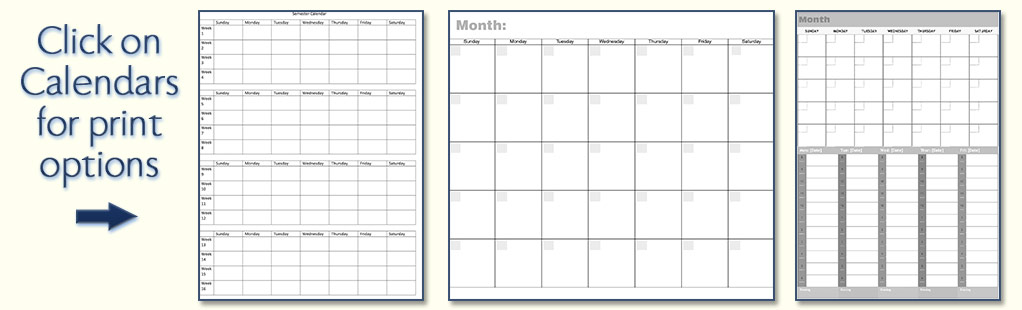 Click on
Calendars
for print
options
Semester Calendar
Sunday Monday Tuesday Wednesday Thursday Friday Saturday
Week
1
Week
2
Week
3
Week
4
Sunday Monday Tuesday Wednesday Thursday Friday Saturday
Week
5
Week
6
Week
7
Week
8
Sunday Monday Tuesday Wednesday Thursday Friday Saturday
Week
9
Week
10
Week
11
Week
12
Sunday Monday Tuesday Wednesday Thursday Friday Saturday
Week
13
Week
14
Week
15
Week
16
Month:
Sunday Monday Tuesday Wednesday Thursday Friday Saturday
Month
SUNDAY MONDAY TUESDAY WEDNESDAY THURSDAY FRIDAY SATURDAY
Mon: [Date] Tue: [Date] Wed: [Date] Thur: [Date] Fri: [Date]